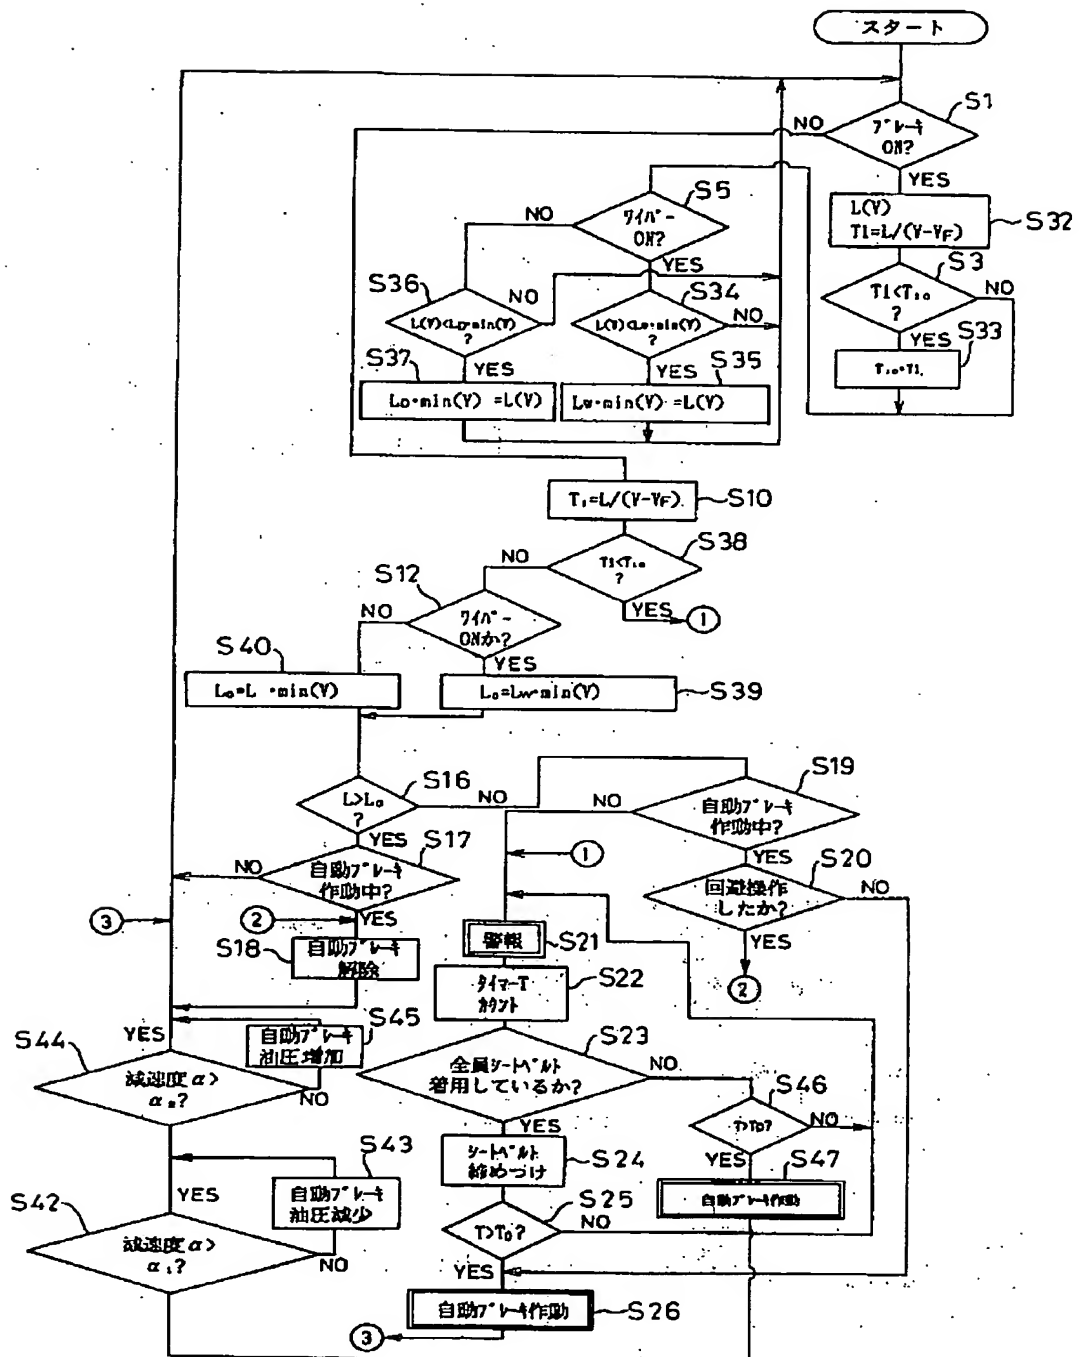 スタート
S1
ブレーキ
ON?
NO
YES
L(V)
T1=L/(V-VF)
S32
S3
T1<T₁₀
?
NO
YES
S33
S5
ワイパー
ON?
NO
YES
S36
L(V)<LD・min(V)
?
NO
YES
S34
?
NO
YES
S37
LD・min(V) =L(V)
S35
LW・min(V) =L(V)
T₁=L/(V-VF)
S10
S38
T1<T₁₀
?
NO
YES
①
S12
ワイパー
ONか?
NO
YES
S40
L₀=L ・min(V)
L₀=LW・min(V)
S39
S16
L>L₀
?
NO
YES
S17
自動ブレーキ
作動中?
NO
YES
S19
自動ブレーキ
作動中?
NO
YES
①
S20
回避操作
したか?
NO
YES
②
③
②
S18
自動ブレーキ
解除
警報
S21
タイマーT
カウント
S22
S45
自動ブレーキ
油圧増加
S44
YES
減速度α>
α₂?
NO
S23
全員シートベルト
着用しているか?
NO
YES
S46
T>T₀?
NO
YES
S47
自動ブレーキ作動
シートベルト
締めづけ
S24
S43
自動ブレーキ
油圧減少
S42
YES
減速度α>
α₁?
NO
S25
T>T₀?
NO
YES
自動ブレーキ作動
S26
③